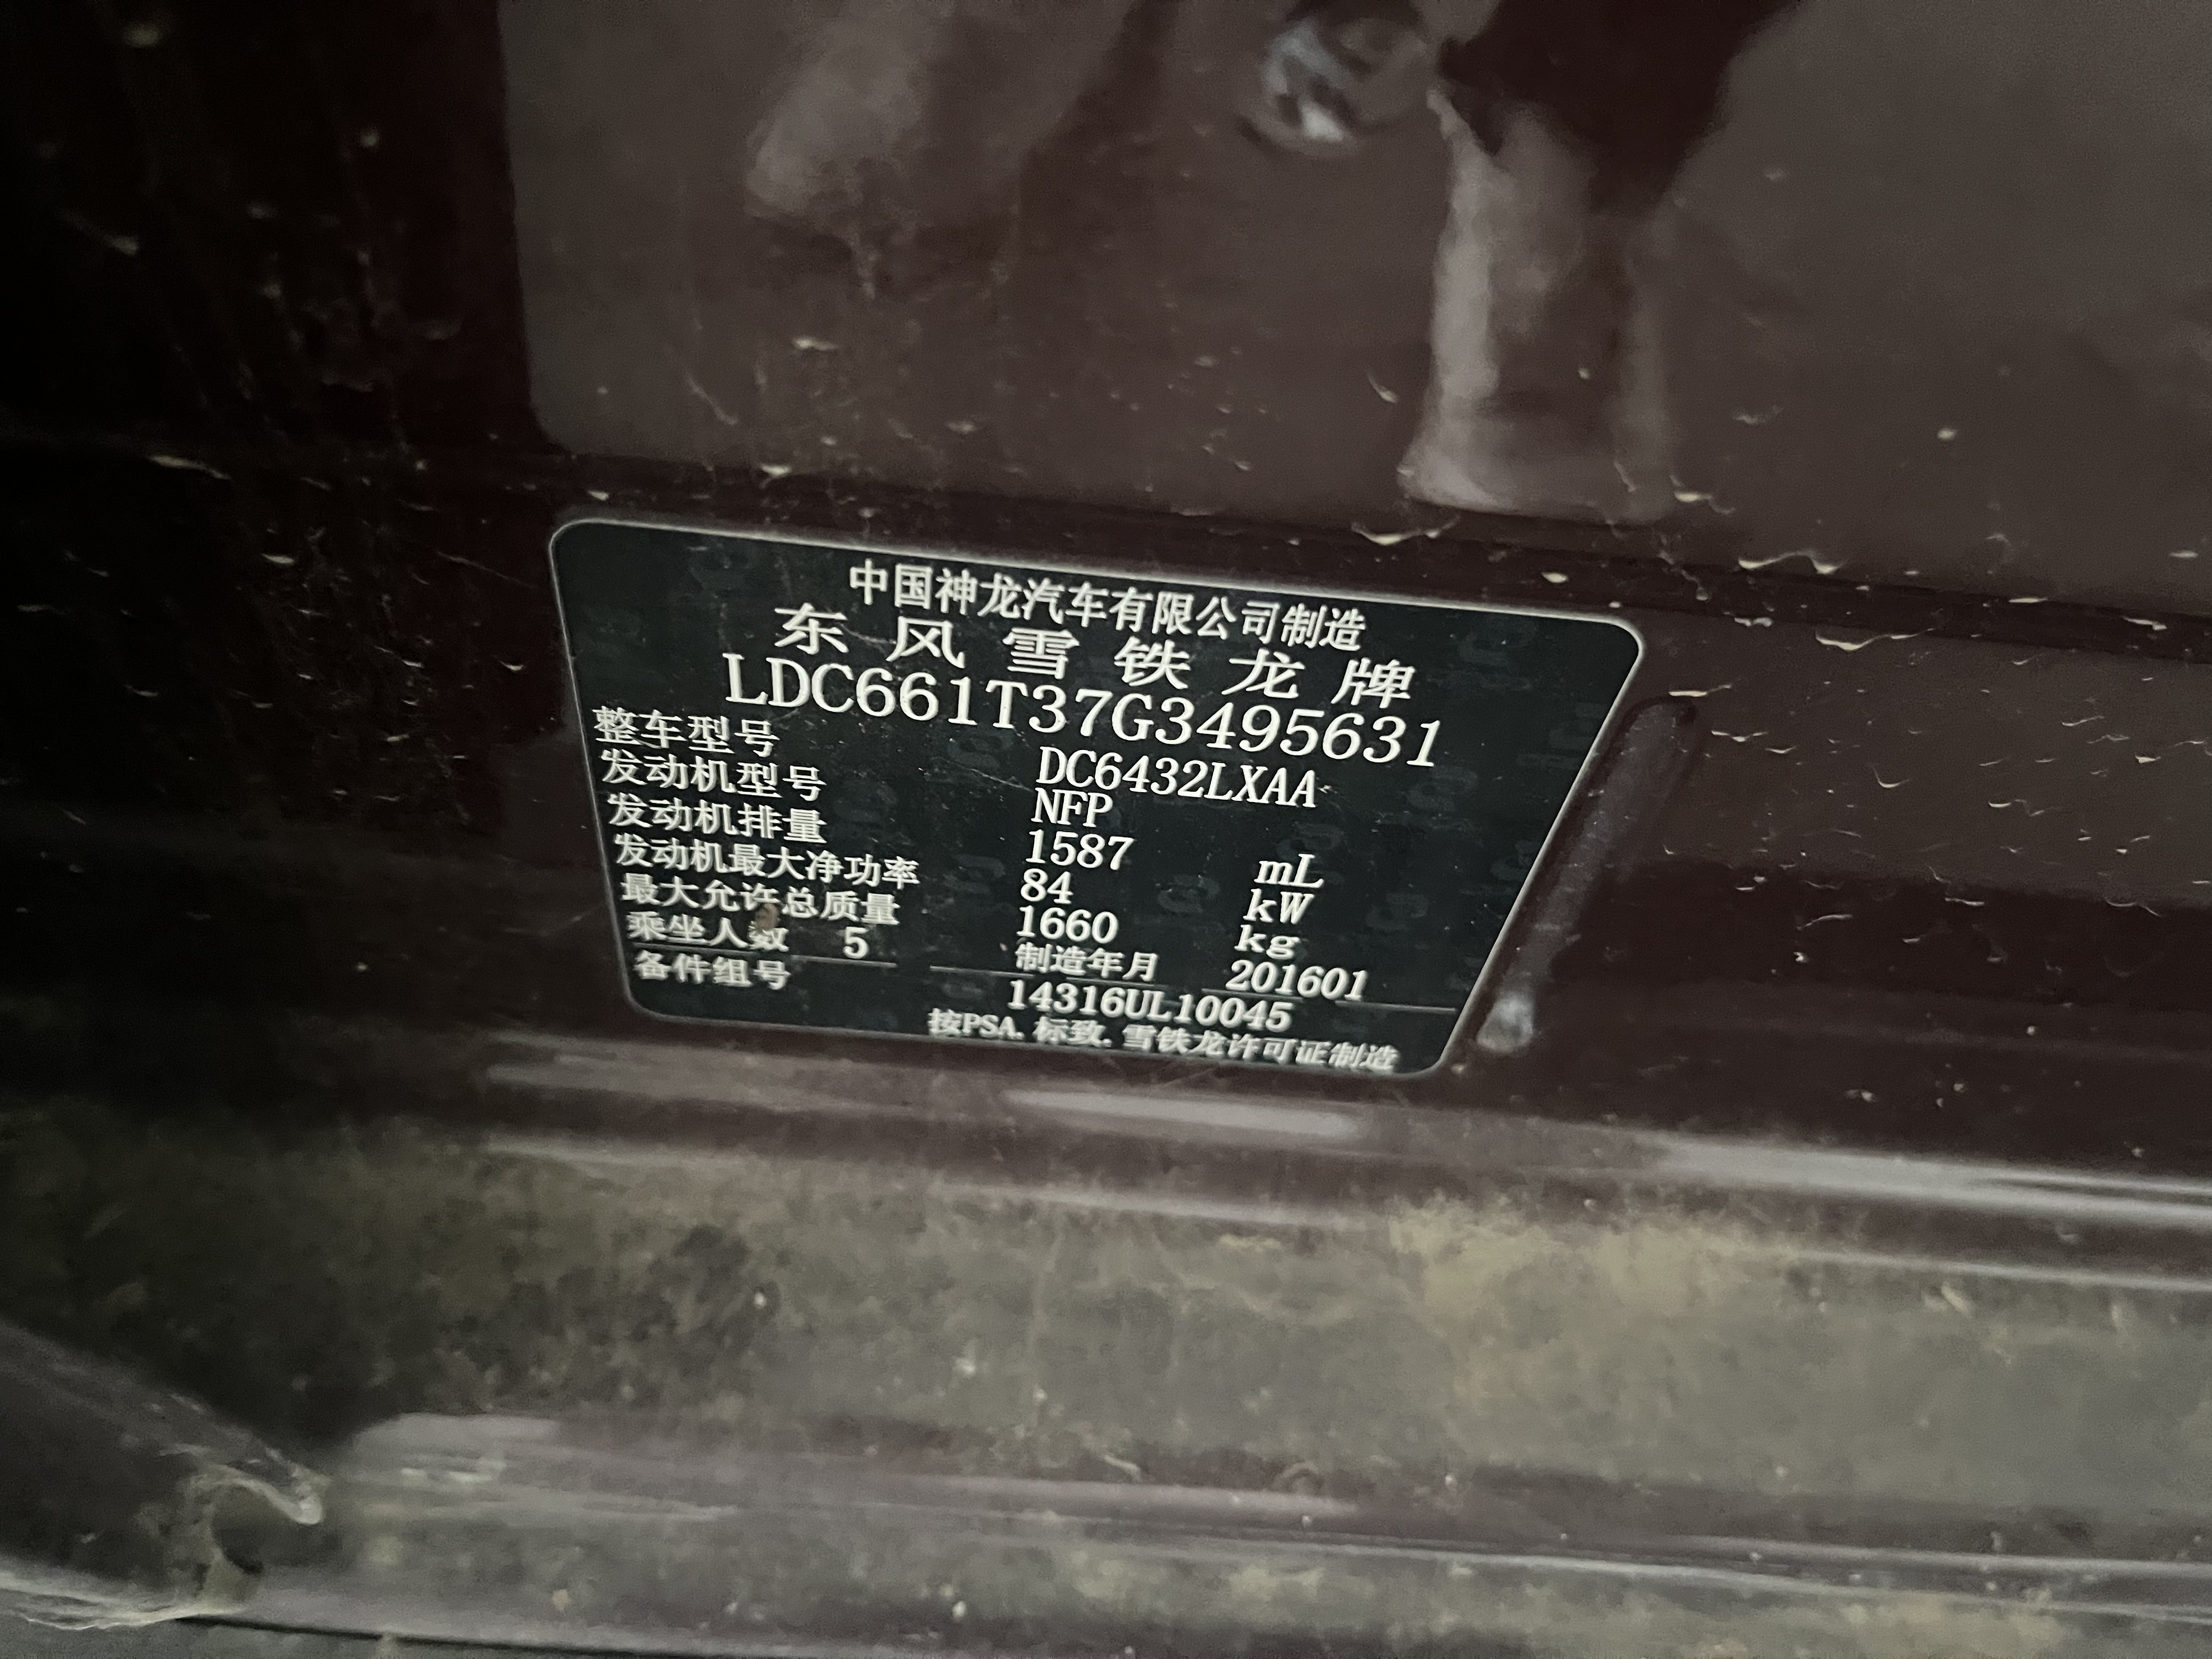 中国神龙汽车有限公司制造
东风雪铁龙牌
LDC661T37G3495631
整车型号 DC6432LXAA
发动机型号 NFP
发动机排量 1587 mL
发动机最大净功率 84 kW
最大允许总质量 1660 kg
乘坐人数 5 制造年月 201601
备件组号 14316UL10045
按PSA.标致.雪铁龙许可证制造